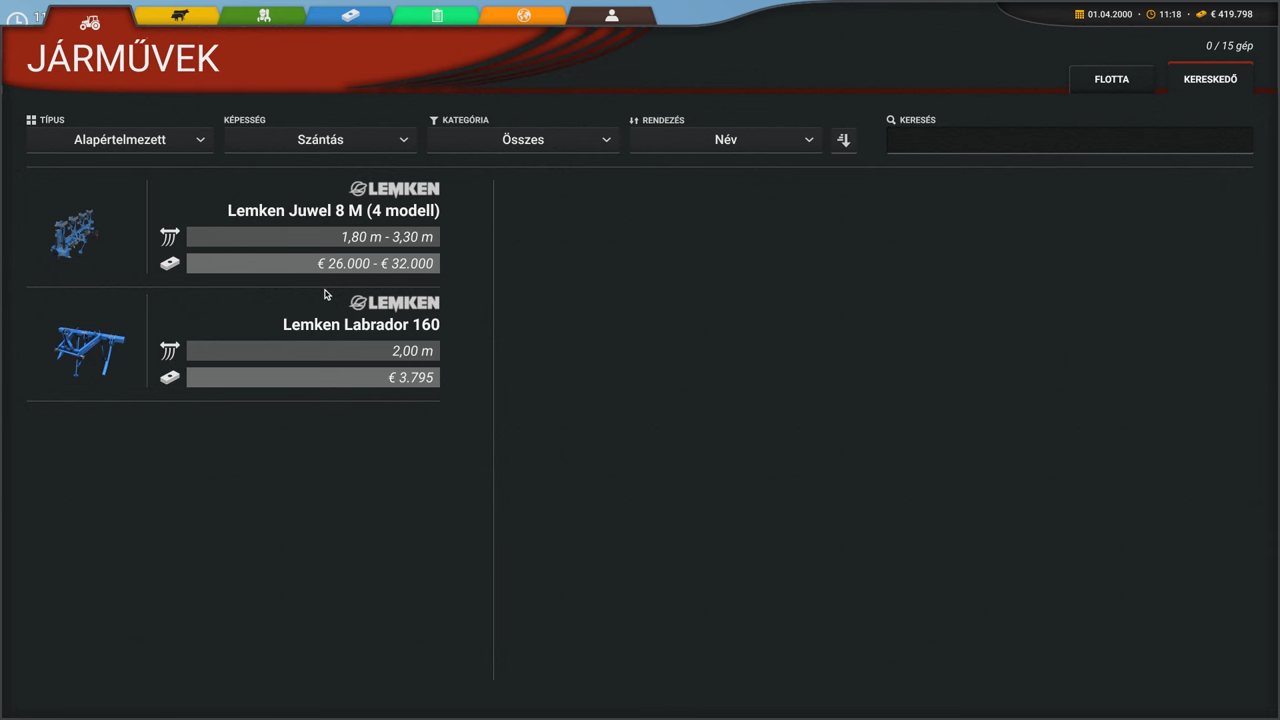 01.04.2000 · 11:18 · € 419.798
JÁRMŰVEK
0 / 15 gép
FLOTTA
KERESKEDŐ
TÍPUS
KÉPESSÉG
KATEGÓRIA
RENDEZÉS
KERESÉS
Alapértelmezett
Szántás
Összes
Név
LEMKEN
Lemken Juwel 8 M (4 modell)
1,80 m - 3,30 m
€ 26.000 - € 32.000
LEMKEN
Lemken Labrador 160
2,00 m
€ 3.795